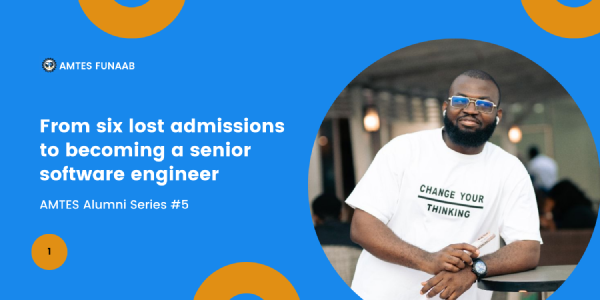 AMTES FUNAAB
From six lost admissions
to becoming a senior
software engineer
AMTES Alumni Series #5
1
CHANGE YOUR
THINKING